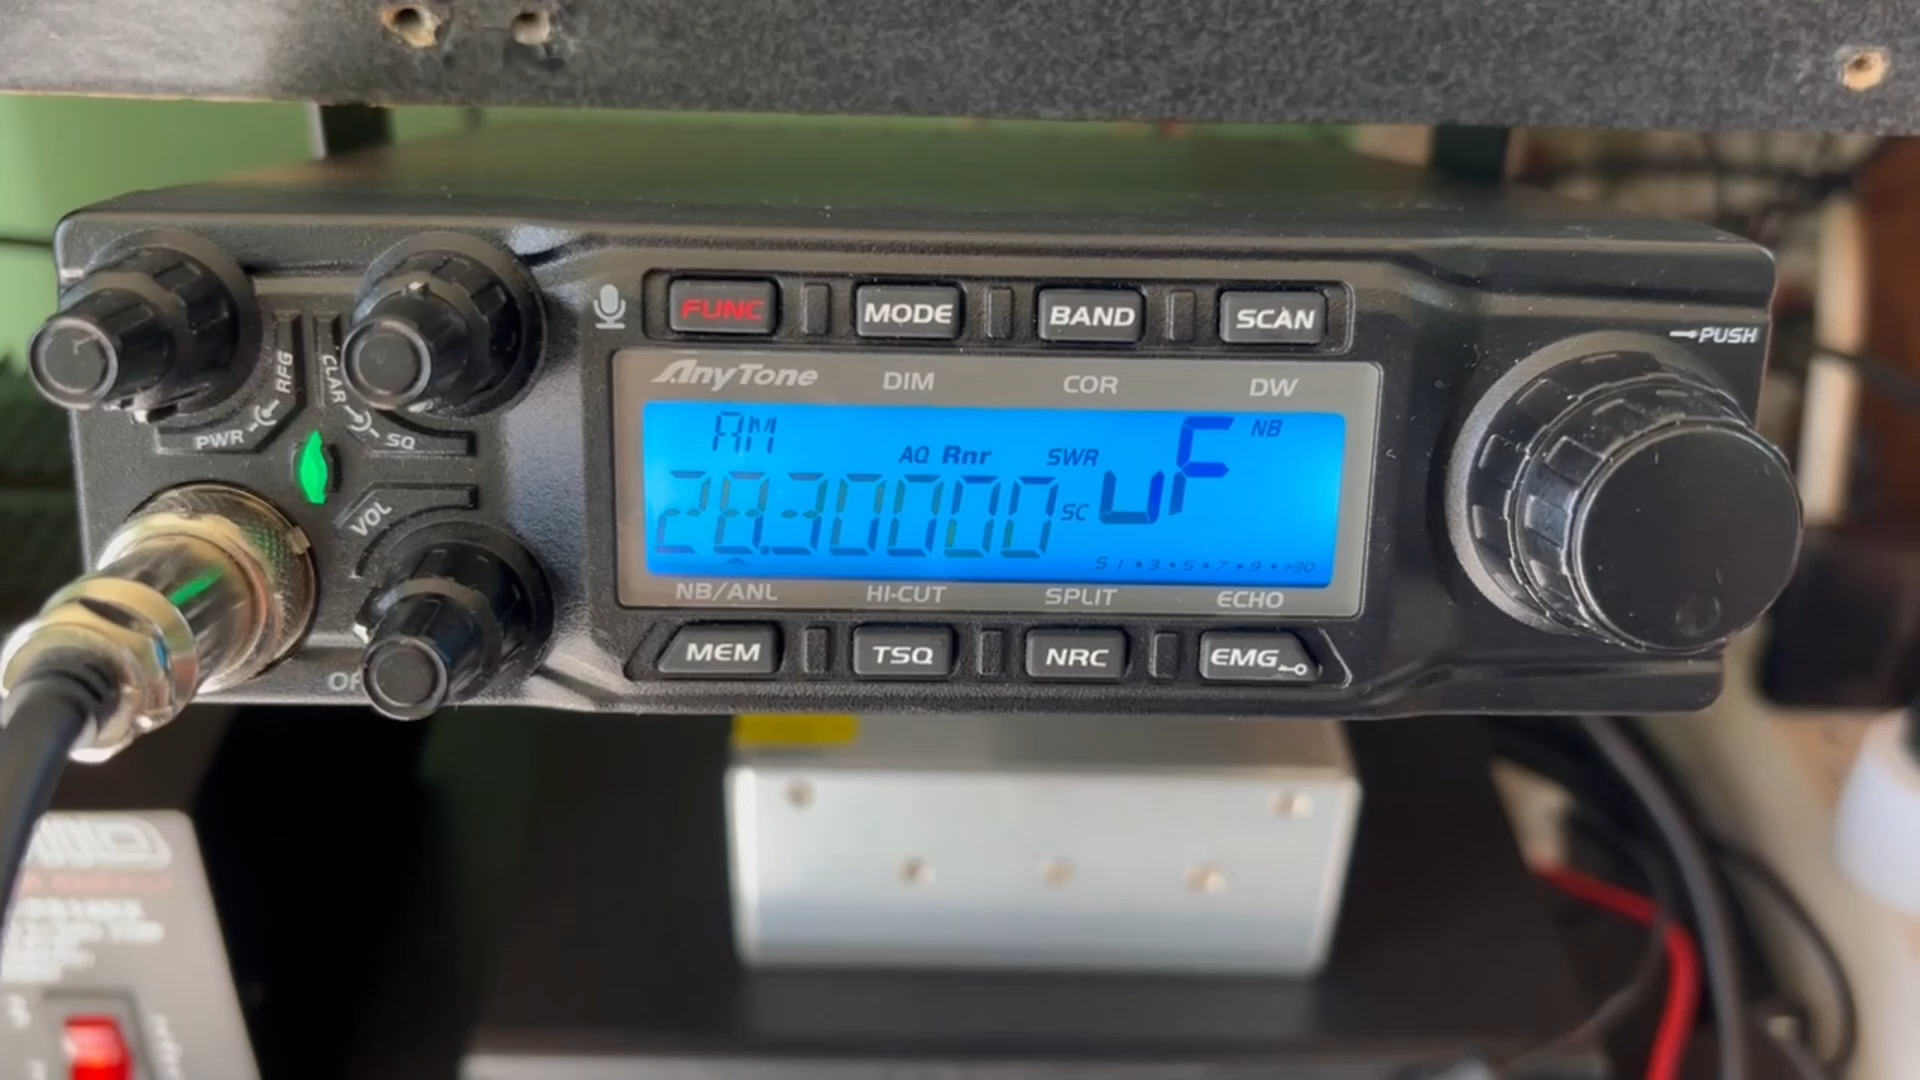 FUNC MODE BAND SCAN
PUSH
AnyTone DIM COR DW
RFG CLAR
PWR SQ
AM NB
AQ Rnr SWR
28.30000 SC uF
S 1 • 3 • 5 • 7 • 9 • +30
VOL
NB/ANL HI-CUT SPLIT ECHO
MEM TSQ NRC EMG